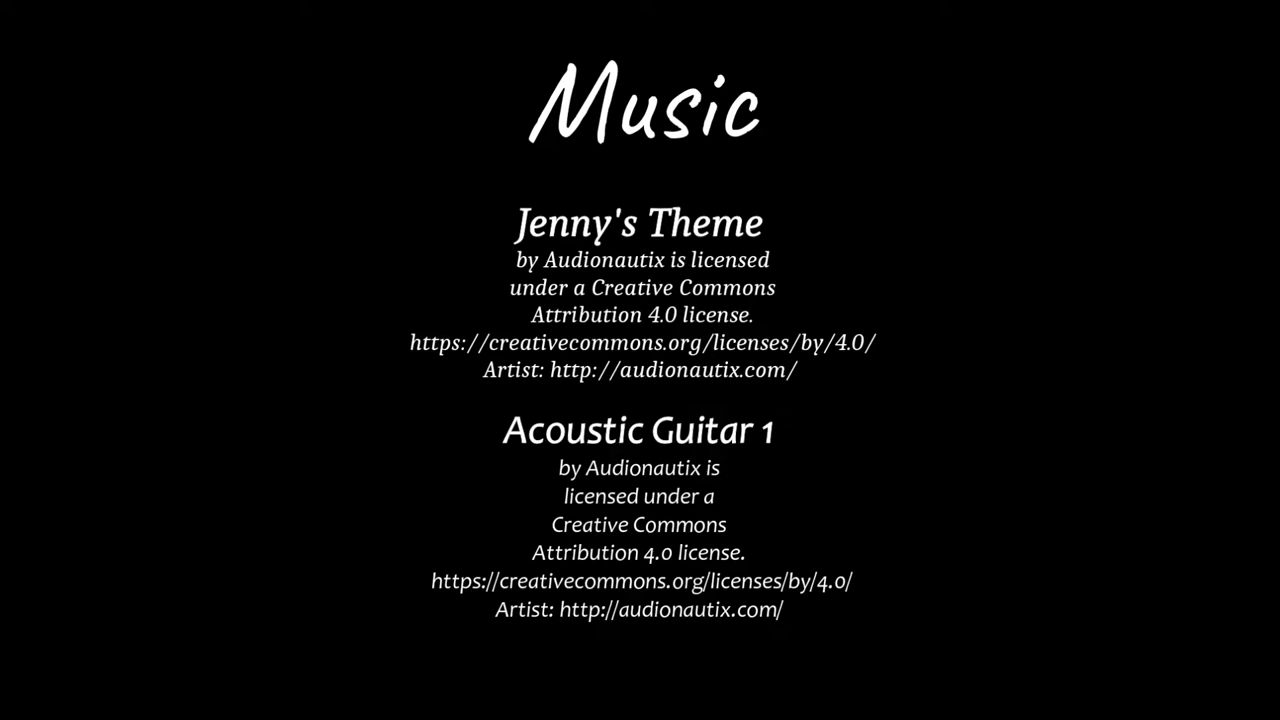 Music
Jenny's Theme
by Audionautix is licensed
under a Creative Commons
Attribution 4.0 license.
https://creativecommons.org/licenses/by/4.0/
Artist: http://audionautix.com/
Acoustic Guitar 1
by Audionautix is
licensed under a
Creative Commons
Attribution 4.0 license.
https://creativecommons.org/licenses/by/4.0/
Artist: http://audionautix.com/